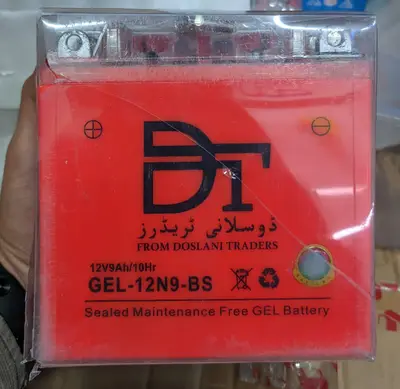 DT
ڈوسلانی ٹریڈرز
FROM DOSLANI TRADERS
12V9Ah/10Hr
GEL-12N9-BS
Sealed Maintenance Free GEL Battery